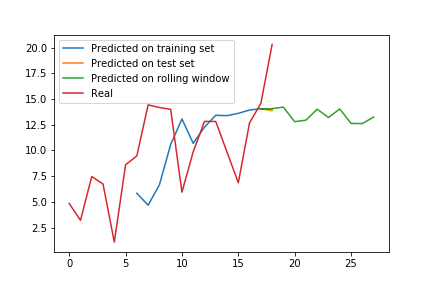 20.0
17.5
15.0
12.5
10.0
7.5
5.0
2.5
Predicted on training set
Predicted on test set
Predicted on rolling window
Real
0 5 10 15 20 25